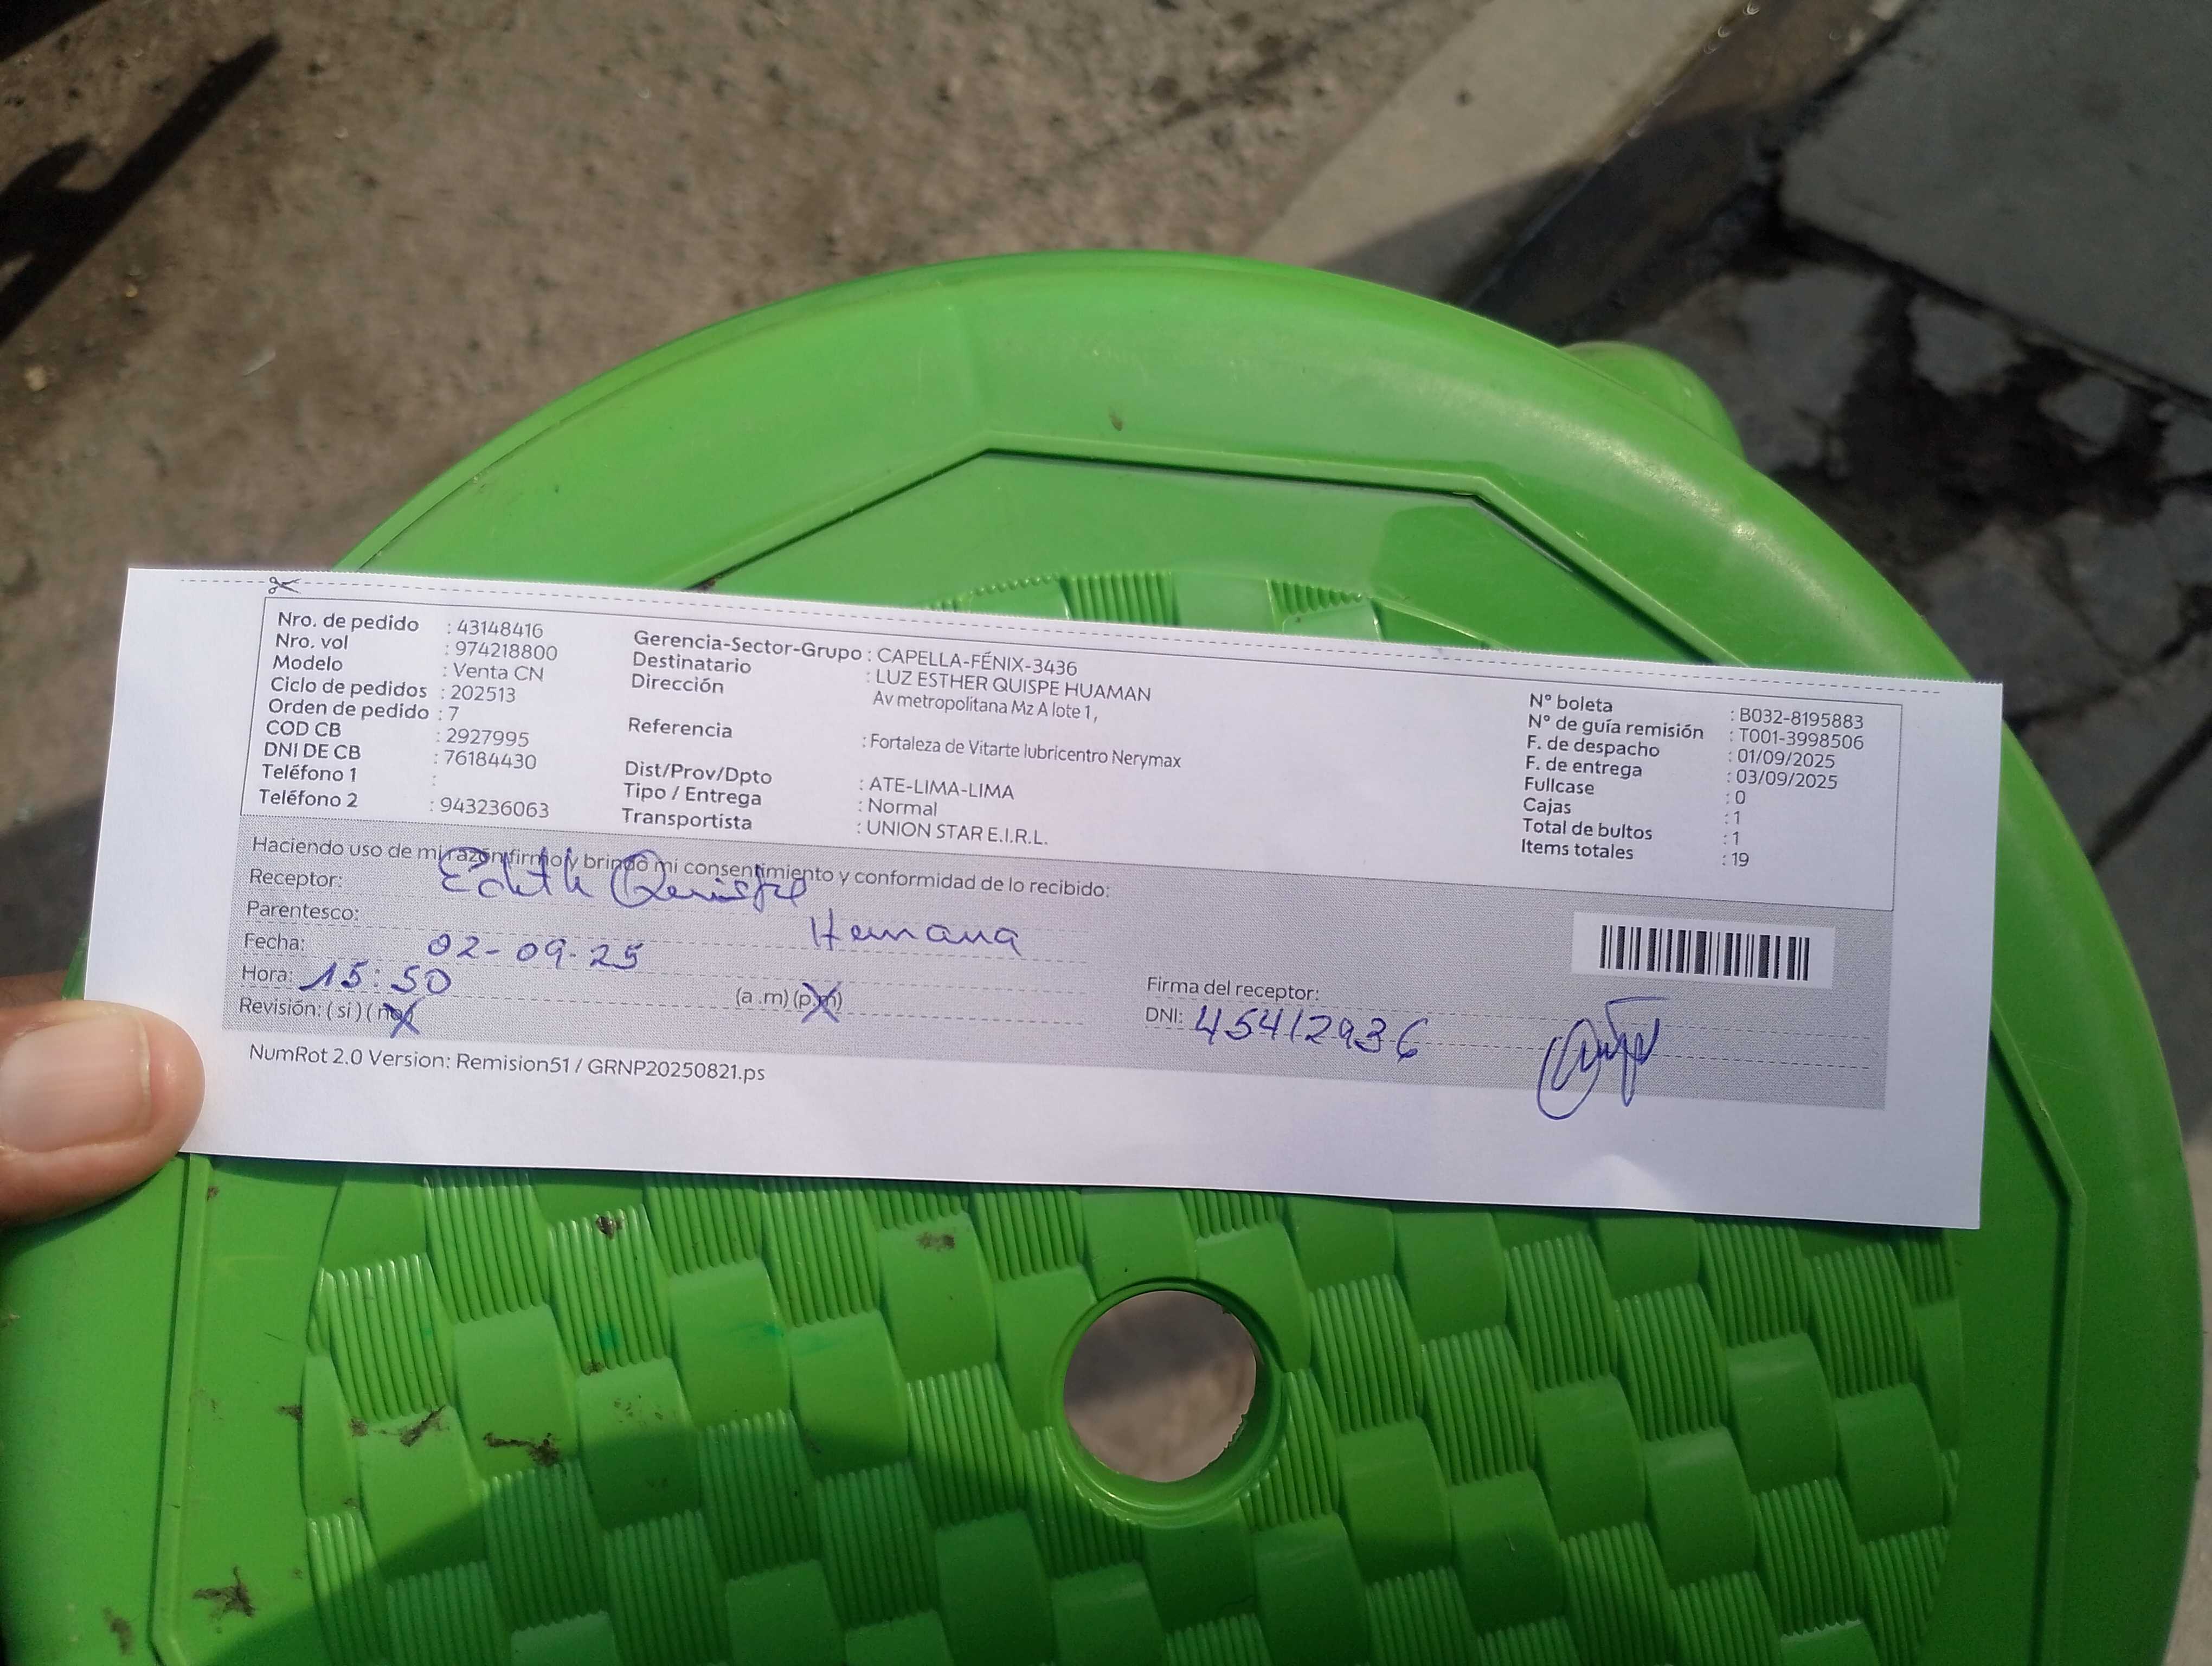 Nro. de pedido : 43148416
Nro. vol : 974218800
Modelo : Venta CN
Ciclo de pedidos : 202513
Orden de pedido : 7
COD CB : 2927995
DNI DE CB : 76184430
Teléfono 1 :
Teléfono 2 : 943236063
Gerencia-Sector-Grupo : CAPELLA-FÉNIX-3436
Destinatario : LUZ ESTHER QUISPE HUAMAN
Dirección Av metropolitana Mz A lote 1,
Referencia : Fortaleza de Vitarte lubricentro Nerymax
Dist/Prov/Dpto : ATE-LIMA-LIMA
Tipo / Entrega : Normal
Transportista : UNION STAR E.I.R.L.
N° boleta : B032-8195883
N° de guía remisión : T001-3998506
F. de despacho : 01/09/2025
F. de entrega : 03/09/2025
Fullcase : 0
Cajas : 1
Total de bultos : 1
Items totales : 19
Haciendo uso de mi razón firmo y brindo mi consentimiento y conformidad de lo recibido:
Receptor: Edith Quispe
Parentesco: Hermana
Fecha: 02-09-25
Hora: 15:50 (a .m) (p.m)
Revisión: ( si ) ( no )
Firma del receptor:
DNI: 45412936
NumRot 2.0 Version: Remision51 / GRNP20250821.ps